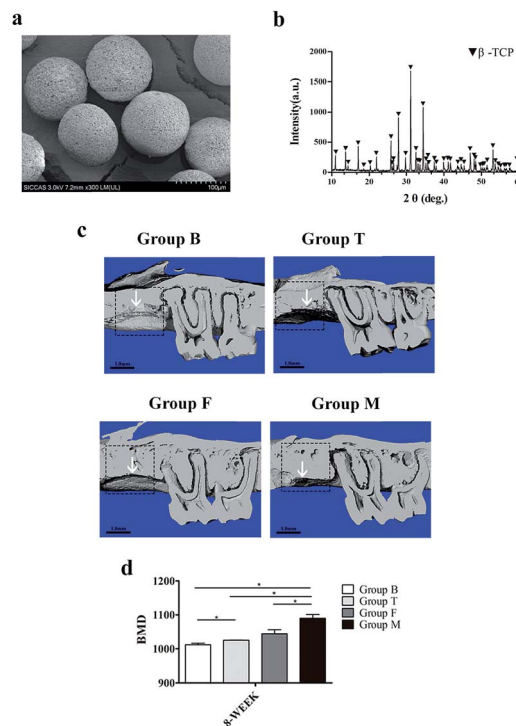 a
SICCAS 3.0kV 7.2mm x300 LM(UL)
100μm
b
▼β-TCP
Intensity(a.u.)
2000
1500
1000
500
0
10 20 30 40 50 60
2 θ (deg.)
c
Group B
Group T
1.0mm
1.0mm
Group F
Group M
1.0mm
1.0mm
d
BMD
1200
1100
1000
900
* * * *
8-WEEK
Group B
Group T
Group F
Group M